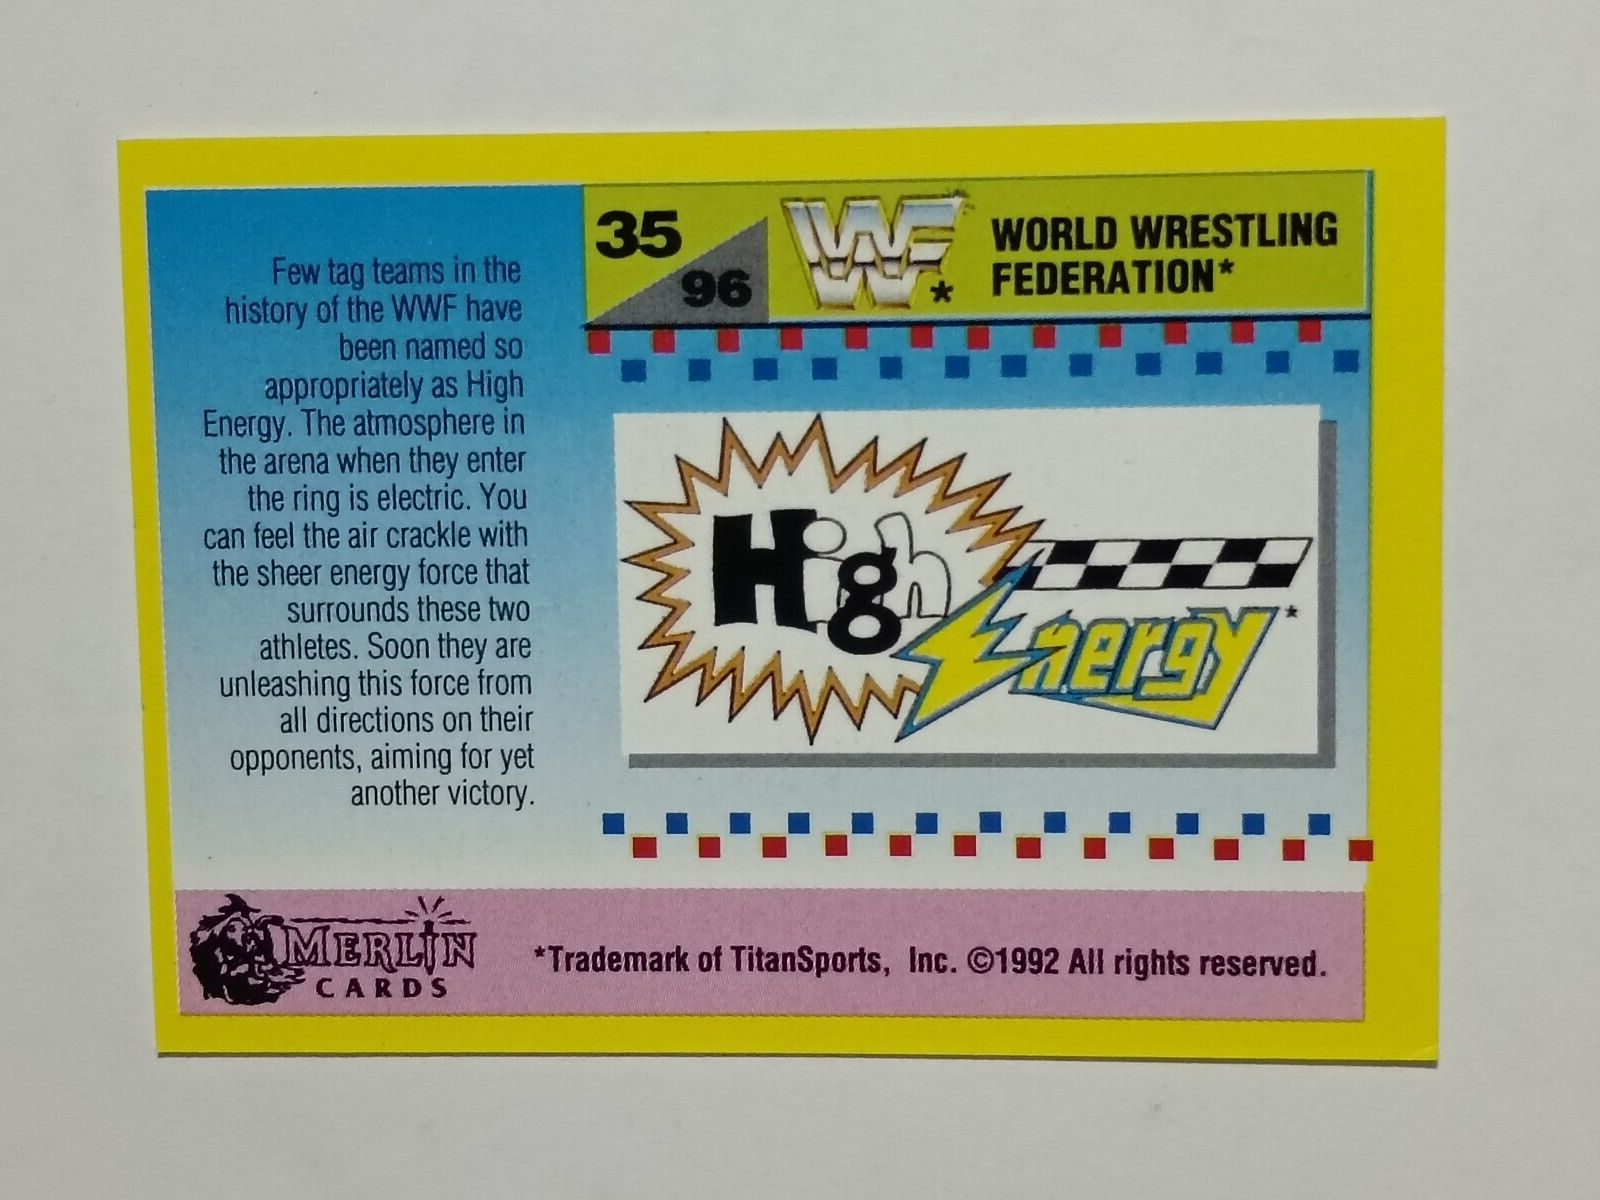 Few tag teams in the
history of the WWF have
been named so
appropriately as High
Energy. The atmosphere in
the arena when they enter
the ring is electric. You
can feel the air crackle with
the sheer energy force that
surrounds these two
athletes. Soon they are
unleashing this force from
all directions on their
opponents, aiming for yet
another victory.
35
96
WWF*
WORLD WRESTLING
FEDERATION*
High
Energy*
MERLIN
CARDS
*Trademark of TitanSports, Inc. ©1992 All rights reserved.